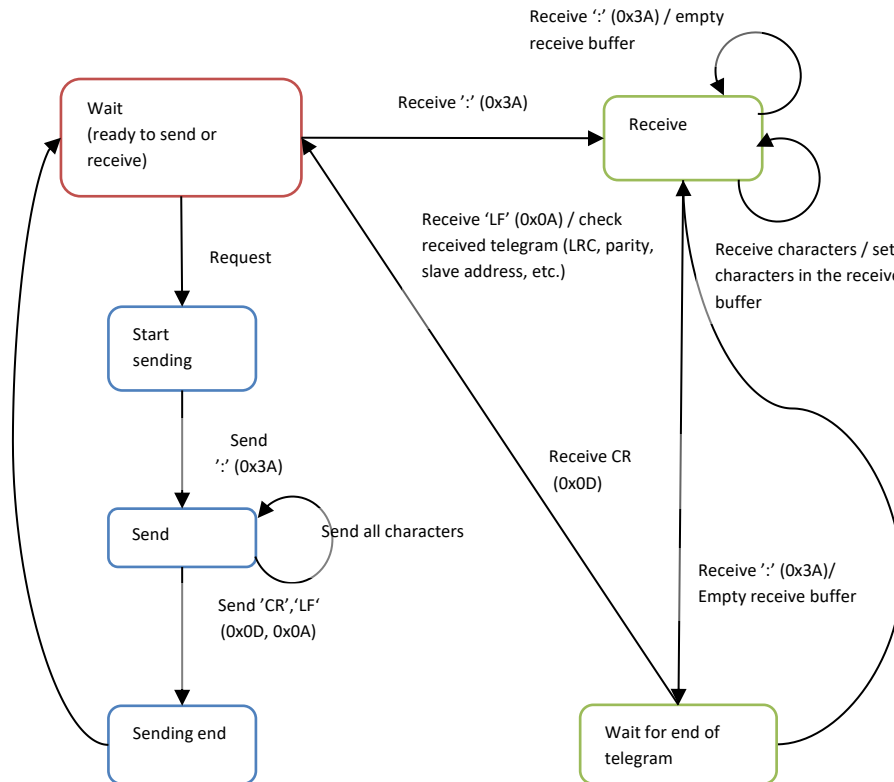 Receive ‘:’ (0x3A) / empty
receive buffer
Wait
(ready to send or
receive)
Receive ’:’ (0x3A)
Receive
Receive ‘LF’ (0x0A) / check
received telegram (LRC, parity,
slave address, etc.)
Receive characters / set
characters in the receive
buffer
Request
Start
sending
Send
’:’ (0x3A)
Receive CR
(0x0D)
Send
Send all characters
Receive ’:’ (0x3A)/
Empty receive buffer
Send ’CR’,‘LF‘
(0x0D, 0x0A)
Sending end
Wait for end of
telegram